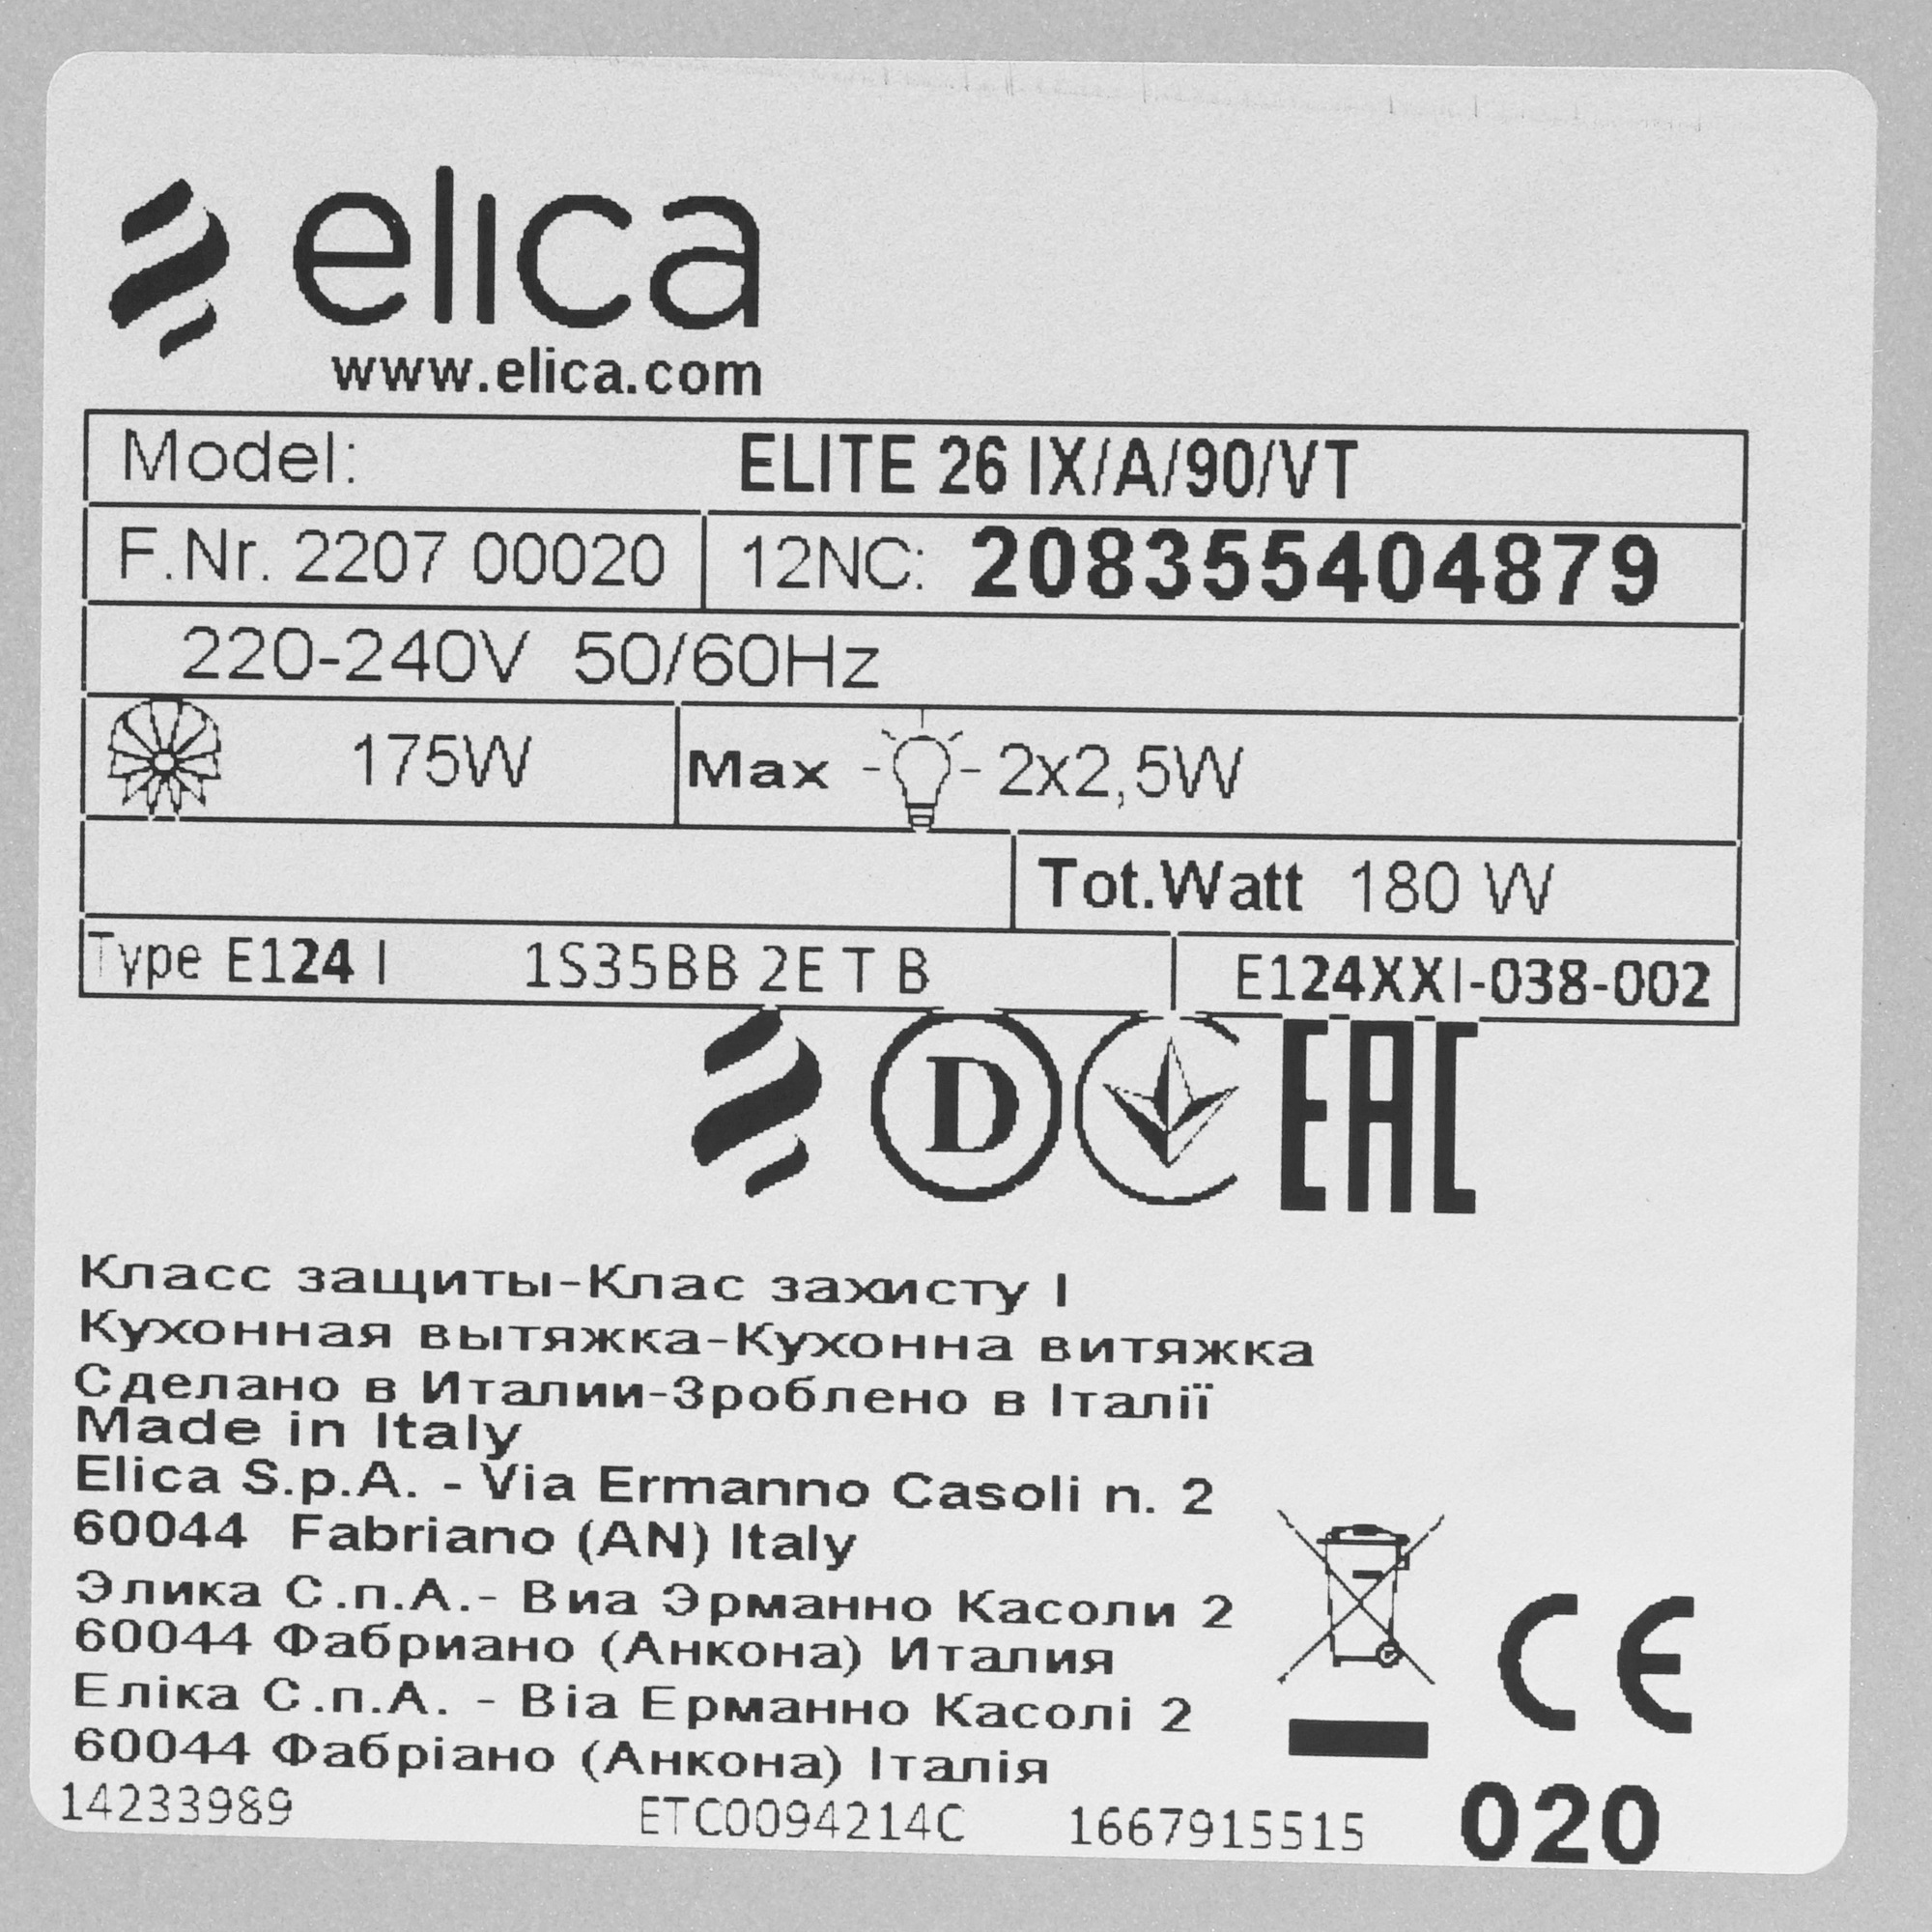 elica
www.elica.com
Model: ELITE 26 IX/A/90/VT
F.Nr. 2207 00020 12NC: 208355404879
220-240V 50/60Hz
175W Max 2x2,5W
Tot.Watt 180 W
Type E124 I 1S35BB 2E T B E124XXI-038-002
D EAC
Класс защиты-Клас захисту I
Кухонная вытяжка-Кухонна витяжка
Сделано в Италии-Зроблено в Італії
Made in Italy
Elica S.p.A. - Via Ermanno Casoli n. 2
60044 Fabriano (AN) Italy
Элика С.п.А.- Виа Эрманно Касоли 2
60044 Фабриано (Анкона) Италия
Еліка С.п.А. - Віа Ерманно Касолі 2
60044 Фабріано (Анкона) Італія
CE
14233989 ETC0094214C 1667915515 020